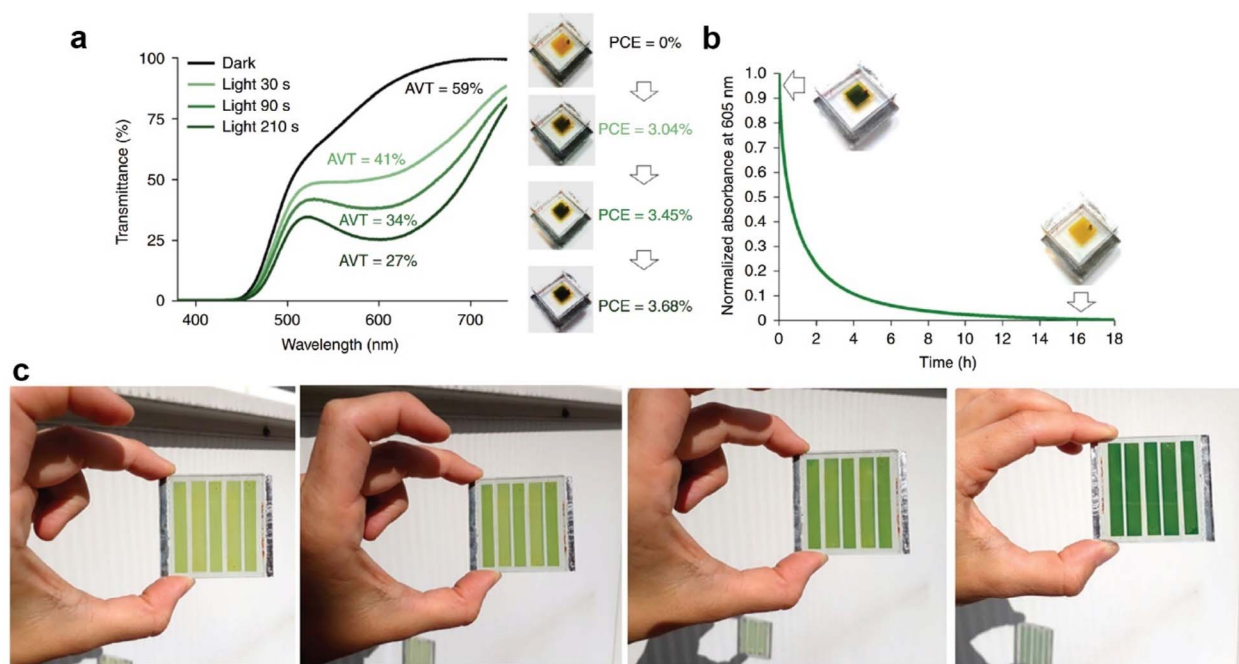 a
Dark
Light 30 s
Light 90 s
Light 210 s
AVT = 59%
AVT = 41%
AVT = 34%
AVT = 27%
Transmittance (%)
100
75
50
25
0
400
500
600
700
Wavelength (nm)
PCE = 0%
PCE = 3.04%
PCE = 3.45%
PCE = 3.68%
b
Normalized absorbance at 605 nm
1.0
0.9
0.8
0.7
0.6
0.5
0.4
0.3
0.2
0.1
0
0
2
4
6
8
10
12
14
16
18
Time (h)
c